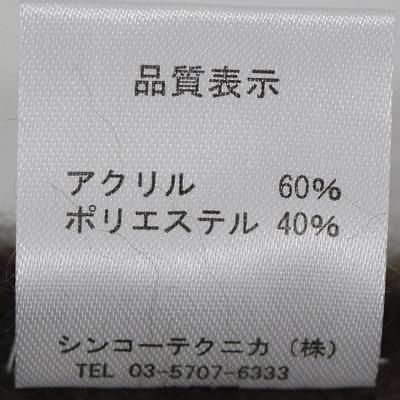 品質表示
アクリル 60%
ポリエステル 40%
シンコーテクニカ（株）
TEL 03-5707-6333